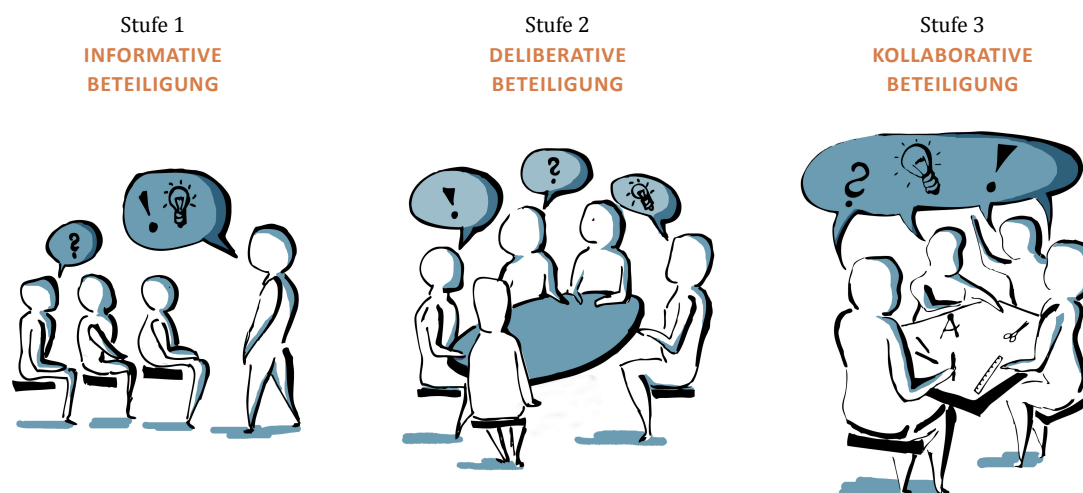 Stufe 1
INFORMATIVE
BETEILIGUNG
Stufe 2
DELIBERATIVE
BETEILIGUNG
Stufe 3
KOLLABORATIVE
BETEILIGUNG
?
!
!
?
?
!
A